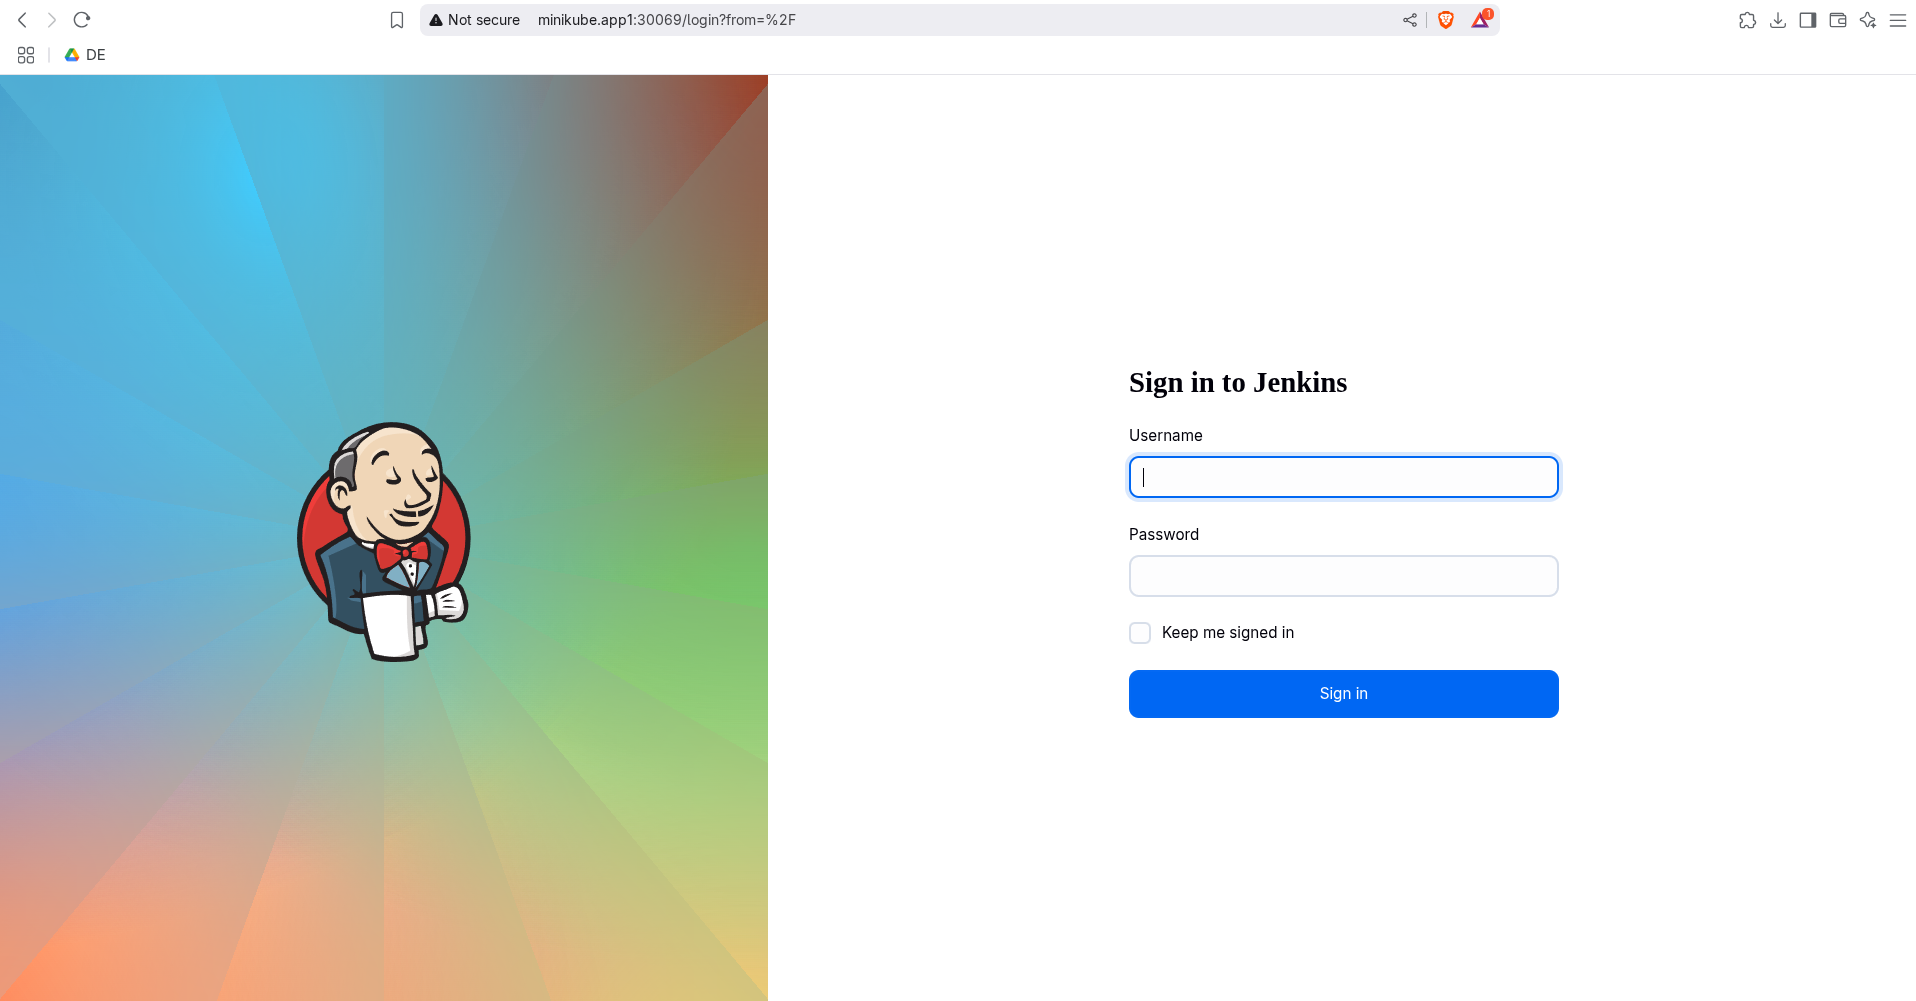 Not secure minikube.app1:30069/login?from=%2F
1
DE
Sign in to Jenkins
Username
Password
Keep me signed in
Sign in